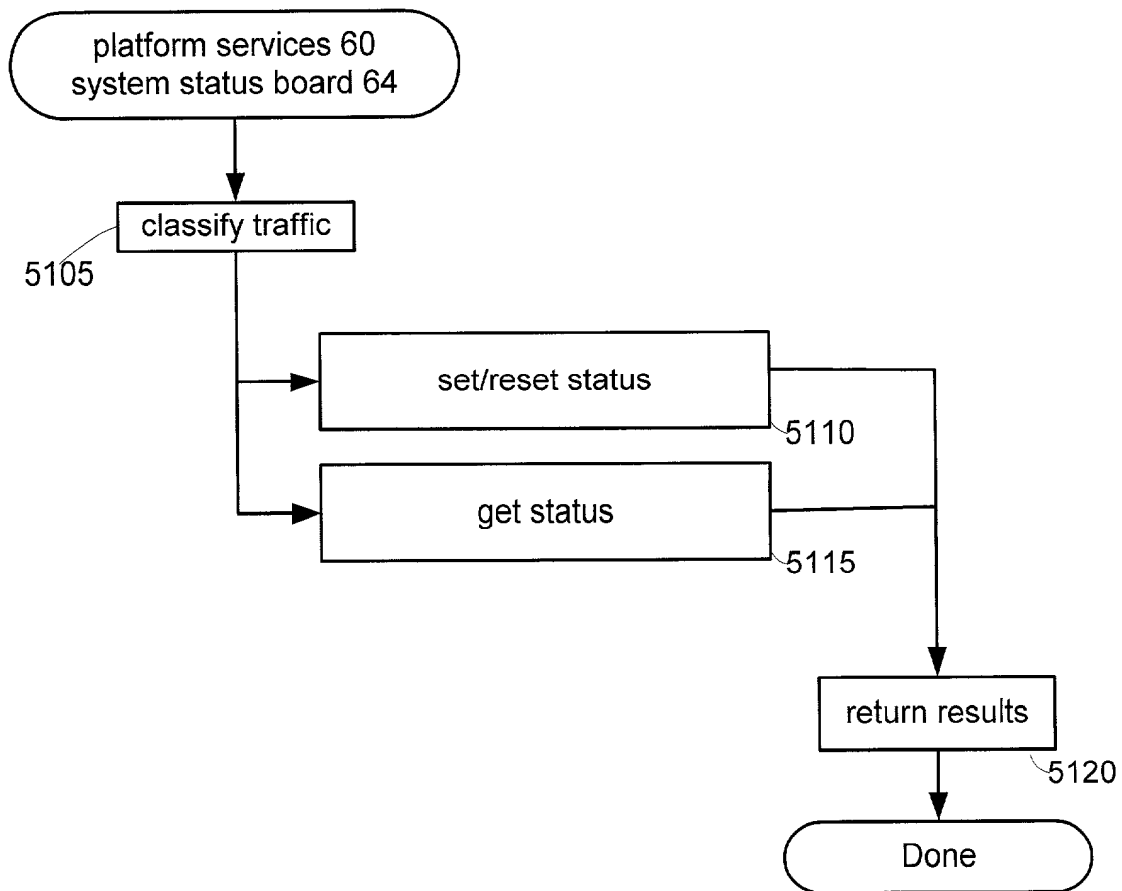 platform services 60
system status board 64
classify traffic
5105
set/reset status
5110
get status
5115
return results
5120
Done